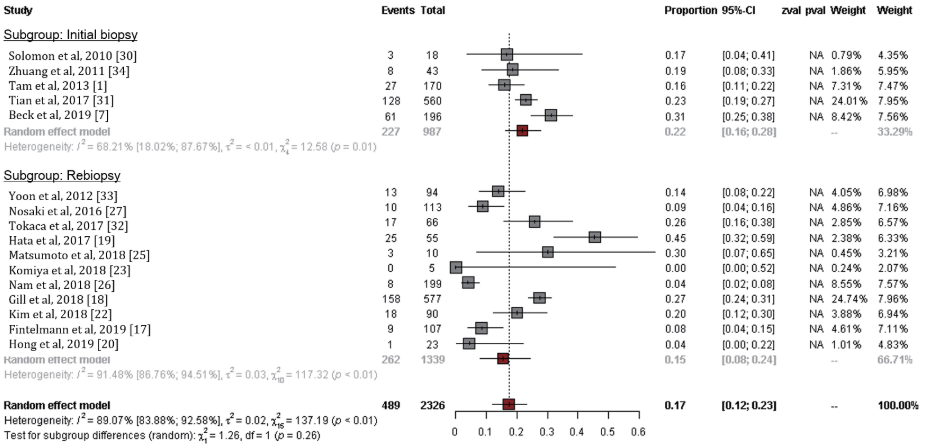 Study Events Total Proportion 95%-CI zval pval Weight Weight
Subgroup: Initial biopsy
Solomon et al, 2010 [30] 3 18 0.17 [0.04; 0.41] NA 0.79% 4.35%
Zhuang et al, 2011 [34] 8 43 0.19 [0.08; 0.33] NA 1.86% 5.95%
Tam et al, 2013 [1] 27 170 0.16 [0.11; 0.22] NA 7.31% 7.47%
Tian et al, 2017 [31] 128 560 0.23 [0.19; 0.27] NA 24.01% 7.95%
Beck et al, 2019 [7] 61 196 0.31 [0.25; 0.38] NA 8.42% 7.56%
Random effect model 227 987 0.22 [0.16; 0.28] -- 33.29%
Heterogeneity: I² = 68.21% [18.02%; 87.67%], τ² = < 0.01, χ²₄ = 12.58 (p = 0.01)
Subgroup: Rebiopsy
Yoon et al, 2012 [33] 13 94 0.14 [0.08; 0.22] NA 4.05% 6.98%
Nosaki et al, 2016 [27] 10 113 0.09 [0.04; 0.16] NA 4.86% 7.16%
Tokaca et al, 2017 [32] 17 66 0.26 [0.16; 0.38] NA 2.85% 6.57%
Hata et al, 2017 [19] 25 55 0.45 [0.32; 0.59] NA 2.38% 6.33%
Matsumoto et al, 2018 [25] 3 10 0.30 [0.07; 0.65] NA 0.45% 3.21%
Komiya et al, 2018 [23] 0 5 0.00 [0.00; 0.52] NA 0.24% 2.07%
Nam et al, 2018 [26] 8 199 0.04 [0.02; 0.08] NA 8.55% 7.57%
Gill et al, 2018 [18] 158 577 0.27 [0.24; 0.31] NA 24.74% 7.96%
Kim et al, 2018 [22] 18 90 0.20 [0.12; 0.30] NA 3.88% 6.94%
Fintelmann et al, 2019 [17] 9 107 0.08 [0.04; 0.15] NA 4.61% 7.11%
Hong et al, 2019 [20] 1 23 0.04 [0.00; 0.22] NA 1.01% 4.83%
Random effect model 262 1339 0.15 [0.08; 0.24] -- 66.71%
Heterogeneity: I² = 91.48% [86.76%; 94.51%], τ² = 0.03, χ²₁₀ = 117.32 (p < 0.01)
Random effect model 489 2326 0.17 [0.12; 0.23] -- 100.00%
Heterogeneity: I² = 89.07% [83.88%; 92.58%], τ² = 0.02, χ²₁₅ = 137.19 (p < 0.01)
Test for subgroup differences (random): χ²₁ = 1.26, df = 1 (p = 0.26)
0 0.1 0.2 0.3 0.4 0.5 0.6